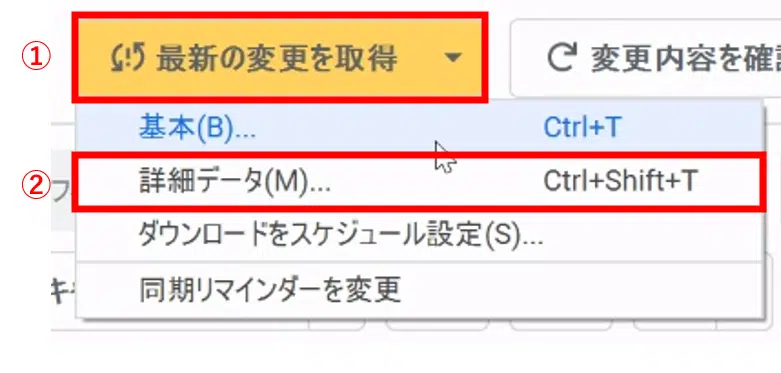 ① 最新の変更を取得 変更内容を確認
基本(B)... Ctrl+T
② 詳細データ(M)... Ctrl+Shift+T
ダウンロードをスケジュール設定(S)...
同期リマインダーを変更